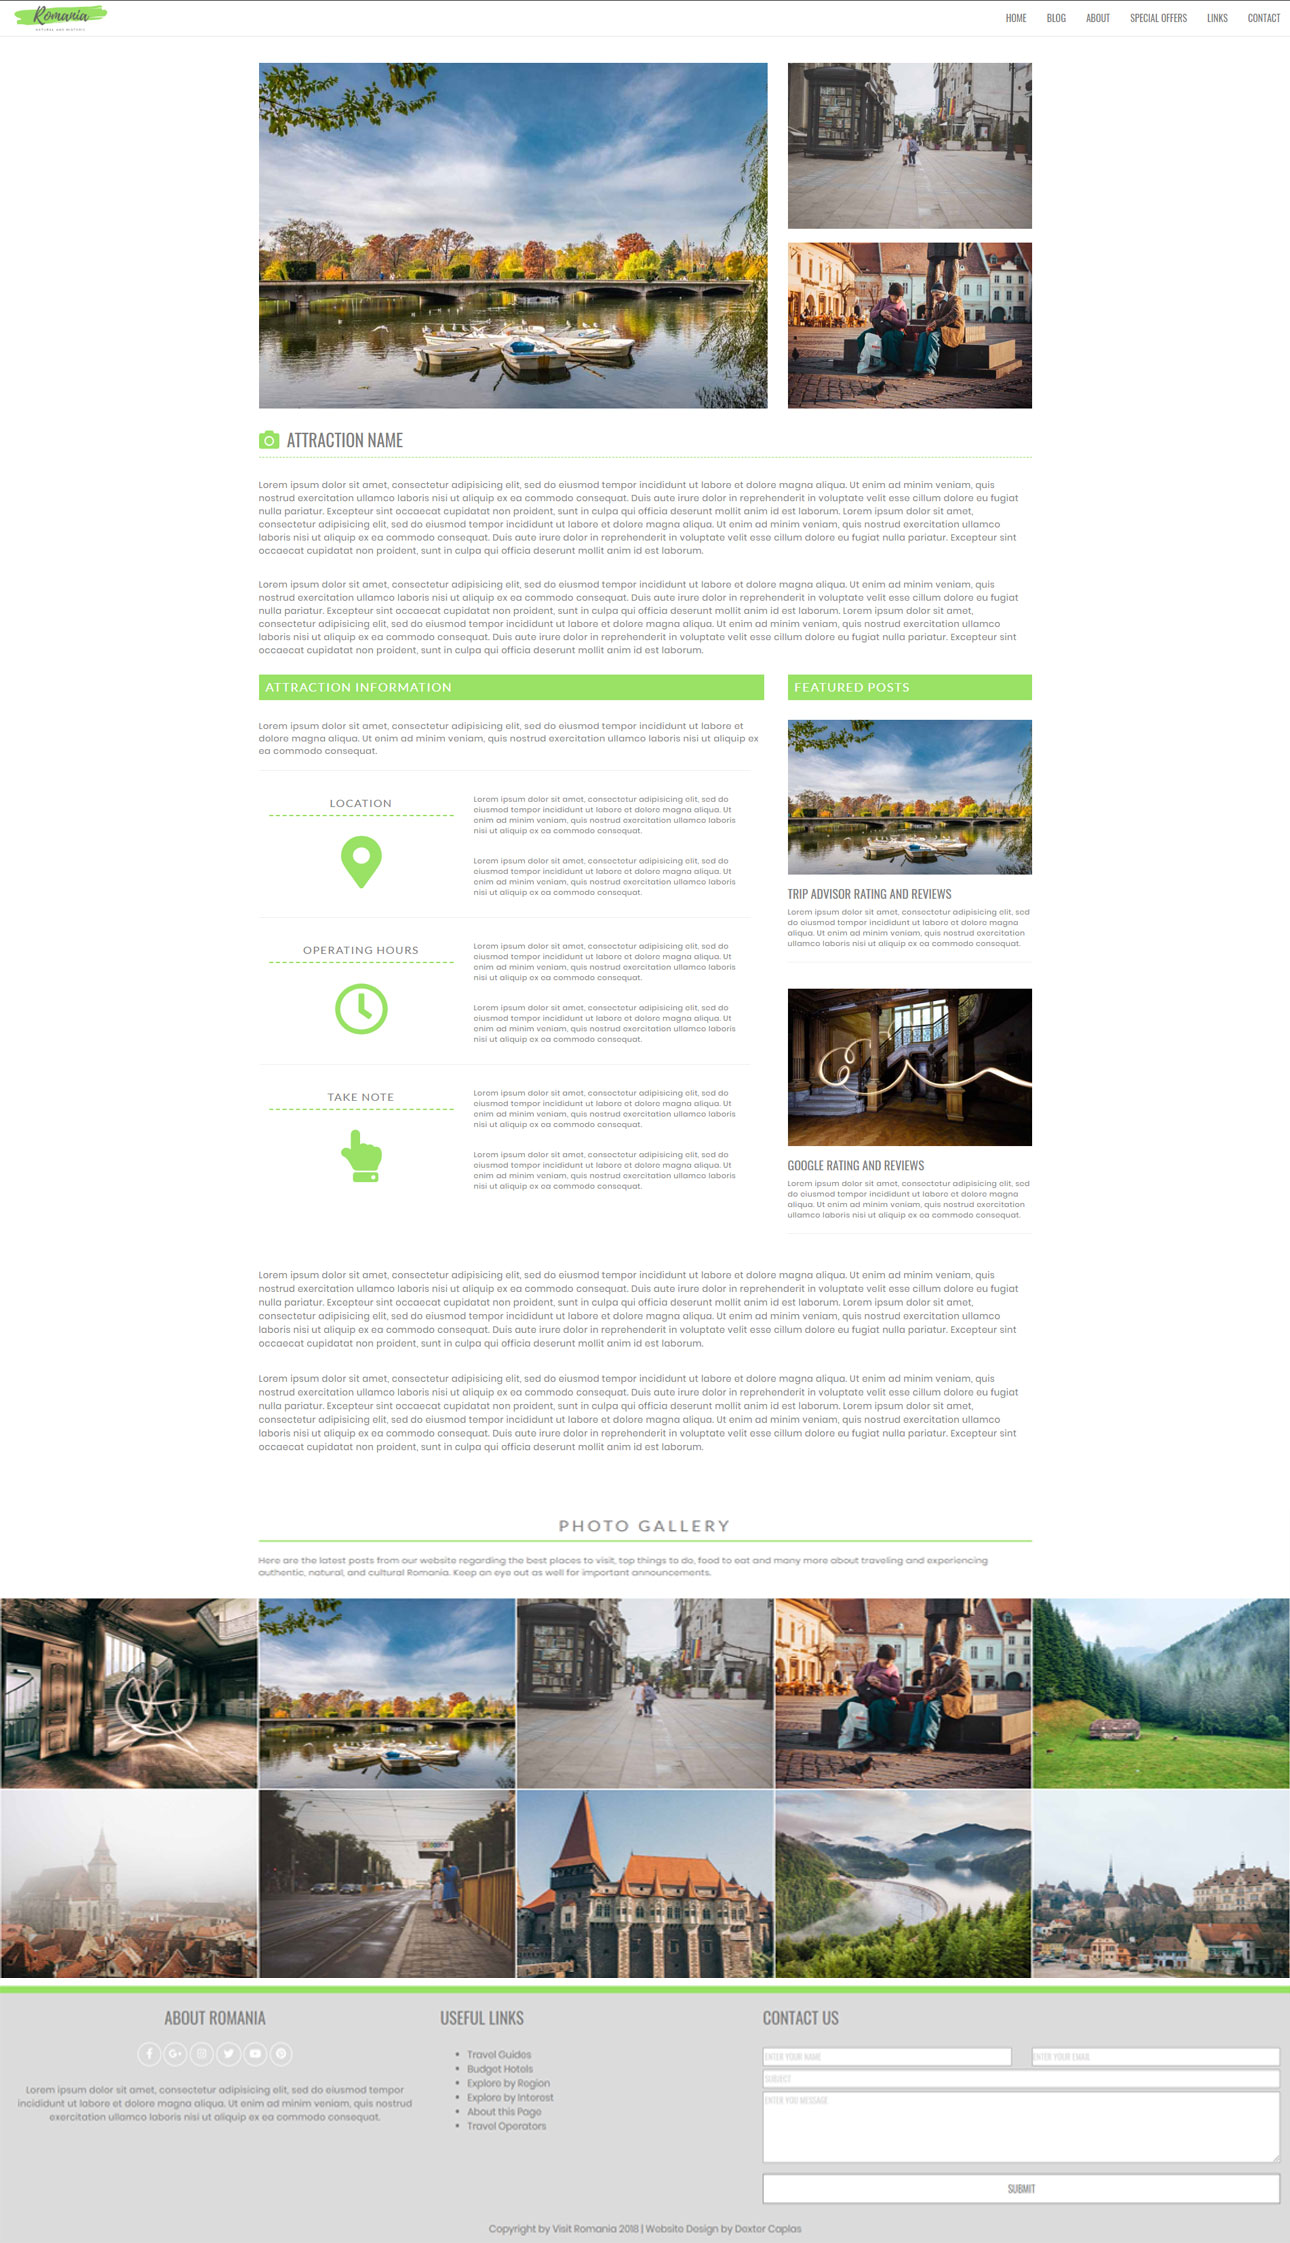 Romania
NATURAL AND HISTORIC
HOME BLOG ABOUT SPECIAL OFFERS LINKS CONTACT
ATTRACTION NAME
Lorem ipsum dolor sit amet, consectetur adipisicing elit, sed do eiusmod tempor incididunt ut labore et dolore magna aliqua. Ut enim ad minim veniam, quis
nostrud exercitation ullamco laboris nisi ut aliquip ex ea commodo consequat. Duis aute irure dolor in reprehenderit in voluptate velit esse cillum dolore eu fugiat
nulla pariatur. Excepteur sint occaecat cupidatat non proident, sunt in culpa qui officia deserunt mollit anim id est laborum. Lorem ipsum dolor sit amet,
consectetur adipisicing elit, sed do eiusmod tempor incididunt ut labore et dolore magna aliqua. Ut enim ad minim veniam, quis nostrud exercitation ullamco
laboris nisi ut aliquip ex ea commodo consequat. Duis aute irure dolor in reprehenderit in voluptate velit esse cillum dolore eu fugiat nulla pariatur. Excepteur sint
occaecat cupidatat non proident, sunt in culpa qui officia deserunt mollit anim id est laborum.
Lorem ipsum dolor sit amet, consectetur adipisicing elit, sed do eiusmod tempor incididunt ut labore et dolore magna aliqua. Ut enim ad minim veniam, quis
nostrud exercitation ullamco laboris nisi ut aliquip ex ea commodo consequat. Duis aute irure dolor in reprehenderit in voluptate velit esse cillum dolore eu fugiat
nulla pariatur. Excepteur sint occaecat cupidatat non proident, sunt in culpa qui officia deserunt mollit anim id est laborum. Lorem ipsum dolor sit amet,
consectetur adipisicing elit, sed do eiusmod tempor incididunt ut labore et dolore magna aliqua. Ut enim ad minim veniam, quis nostrud exercitation ullamco
laboris nisi ut aliquip ex ea commodo consequat. Duis aute irure dolor in reprehenderit in voluptate velit esse cillum dolore eu fugiat nulla pariatur. Excepteur sint
occaecat cupidatat non proident, sunt in culpa qui officia deserunt mollit anim id est laborum.
ATTRACTION INFORMATION
Lorem ipsum dolor sit amet, consectetur adipisicing elit, sed do eiusmod tempor incididunt ut labore et
dolore magna aliqua. Ut enim ad minim veniam, quis nostrud exercitation ullamco laboris nisi ut aliquip ex
ea commodo consequat.
LOCATION
Lorem ipsum dolor sit amet, consectetur adipisicing elit, sed do
eiusmod tempor incididunt ut labore et dolore magna aliqua. Ut
enim ad minim veniam, quis nostrud exercitation ullamco laboris
nisi ut aliquip ex ea commodo consequat.
Lorem ipsum dolor sit amet, consectetur adipisicing elit, sed do
eiusmod tempor incididunt ut labore et dolore magna aliqua. Ut
enim ad minim veniam, quis nostrud exercitation ullamco laboris
nisi ut aliquip ex ea commodo consequat.
OPERATING HOURS
Lorem ipsum dolor sit amet, consectetur adipisicing elit, sed do
eiusmod tempor incididunt ut labore et dolore magna aliqua. Ut
enim ad minim veniam, quis nostrud exercitation ullamco laboris
nisi ut aliquip ex ea commodo consequat.
Lorem ipsum dolor sit amet, consectetur adipisicing elit, sed do
eiusmod tempor incididunt ut labore et dolore magna aliqua. Ut
enim ad minim veniam, quis nostrud exercitation ullamco laboris
nisi ut aliquip ex ea commodo consequat.
TAKE NOTE
Lorem ipsum dolor sit amet, consectetur adipisicing elit, sed do
eiusmod tempor incididunt ut labore et dolore magna aliqua. Ut
enim ad minim veniam, quis nostrud exercitation ullamco laboris
nisi ut aliquip ex ea commodo consequat.
Lorem ipsum dolor sit amet, consectetur adipisicing elit, sed do
eiusmod tempor incididunt ut labore et dolore magna aliqua. Ut
enim ad minim veniam, quis nostrud exercitation ullamco laboris
nisi ut aliquip ex ea commodo consequat.
FEATURED POSTS
TRIP ADVISOR RATING AND REVIEWS
Lorem ipsum dolor sit amet, consectetur adipisicing elit, sed
do eiusmod tempor incididunt ut labore et dolore magna
aliqua. Ut enim ad minim veniam, quis nostrud exercitation
ullamco laboris nisi ut aliquip ex ea commodo consequat.
GOOGLE RATING AND REVIEWS
Lorem ipsum dolor sit amet, consectetur adipisicing elit, sed
do eiusmod tempor incididunt ut labore et dolore magna
aliqua. Ut enim ad minim veniam, quis nostrud exercitation
ullamco laboris nisi ut aliquip ex ea commodo consequat.
Lorem ipsum dolor sit amet, consectetur adipisicing elit, sed do eiusmod tempor incididunt ut labore et dolore magna aliqua. Ut enim ad minim veniam, quis
nostrud exercitation ullamco laboris nisi ut aliquip ex ea commodo consequat. Duis aute irure dolor in reprehenderit in voluptate velit esse cillum dolore eu fugiat
nulla pariatur. Excepteur sint occaecat cupidatat non proident, sunt in culpa qui officia deserunt mollit anim id est laborum. Lorem ipsum dolor sit amet,
consectetur adipisicing elit, sed do eiusmod tempor incididunt ut labore et dolore magna aliqua. Ut enim ad minim veniam, quis nostrud exercitation ullamco
laboris nisi ut aliquip ex ea commodo consequat. Duis aute irure dolor in reprehenderit in voluptate velit esse cillum dolore eu fugiat nulla pariatur. Excepteur sint
occaecat cupidatat non proident, sunt in culpa qui officia deserunt mollit anim id est laborum.
Lorem ipsum dolor sit amet, consectetur adipisicing elit, sed do eiusmod tempor incididunt ut labore et dolore magna aliqua. Ut enim ad minim veniam, quis
nostrud exercitation ullamco laboris nisi ut aliquip ex ea commodo consequat. Duis aute irure dolor in reprehenderit in voluptate velit esse cillum dolore eu fugiat
nulla pariatur. Excepteur sint occaecat cupidatat non proident, sunt in culpa qui officia deserunt mollit anim id est laborum. Lorem ipsum dolor sit amet,
consectetur adipisicing elit, sed do eiusmod tempor incididunt ut labore et dolore magna aliqua. Ut enim ad minim veniam, quis nostrud exercitation ullamco
laboris nisi ut aliquip ex ea commodo consequat. Duis aute irure dolor in reprehenderit in voluptate velit esse cillum dolore eu fugiat nulla pariatur. Excepteur sint
occaecat cupidatat non proident, sunt in culpa qui officia deserunt mollit anim id est laborum.
PHOTO GALLERY
Here are the latest posts from our website regarding the best places to visit, top things to do, food to eat and many more about traveling and experiencing
authentic, natural, and cultural Romania. Keep an eye out as well for important announcements.
ABOUT ROMANIA
Lorem ipsum dolor sit amet, consectetur adipisicing elit, sed do eiusmod tempor
incididunt ut labore et dolore magna aliqua. Ut enim ad minim veniam, quis nostrud
exercitation ullamco laboris nisi ut aliquip ex ea commodo consequat.
USEFUL LINKS
Travel Guides
Budget Hotels
Explore by Region
Explore by Interest
About this Page
Travel Operators
CONTACT US
ENTER YOUR NAME
ENTER YOUR EMAIL
SUBJECT
ENTER YOU MESSAGE
SUBMIT
Copyright by Visit Romania 2018 | Website Design by Dexter Caplas